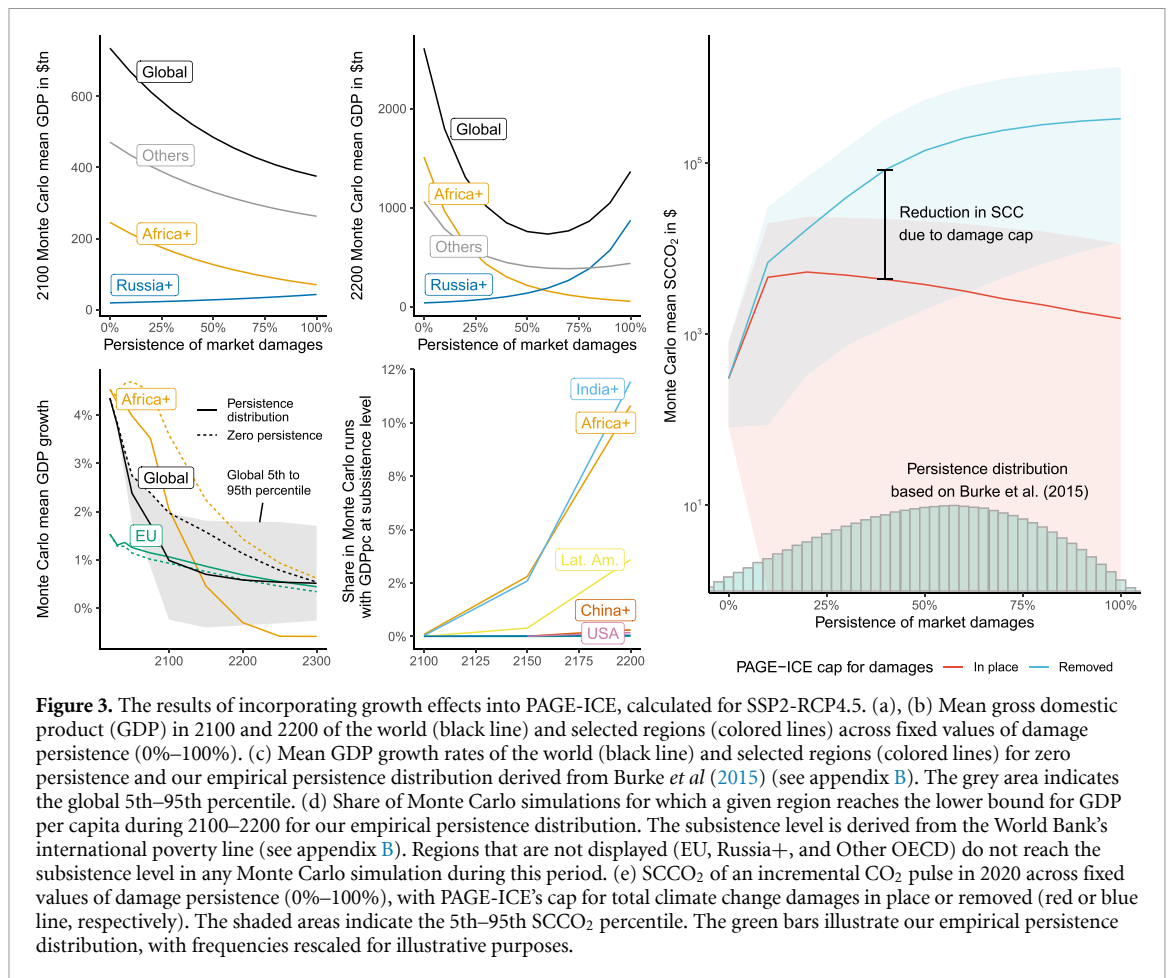 2100 Monte Carlo mean GDP in $tn
600
400
200
0
Global
Others
Africa+
Russia+
0% 25% 50% 75% 100%
Persistence of market damages
2200 Monte Carlo mean GDP in $tn
2000
1000
0
Global
Africa+
Others
Russia+
0% 25% 50% 75% 100%
Persistence of market damages
Monte Carlo mean GDP growth
4%
3%
2%
1%
0%
Africa+
Global
EU
Persistence
distribution
Zero persistence
Global 5th to
95th percentile
2100 2200 2300
Share in Monte Carlo runs
with GDPpc at subsistence level
12%
10%
8%
5%
2%
0%
India+
Africa+
Lat. Am.
China+
USA
2100 2125 2150 2175 2200
Monte Carlo mean SCCO₂ in $
10⁵
10³
10¹
Reduction in SCC
due to damage cap
Persistence distribution
based on Burke et al. (2015)
0% 25% 50% 75% 100%
Persistence of market damages
PAGE−ICE cap for damages In place Removed
Figure 3. The results of incorporating growth effects into PAGE-ICE, calculated for SSP2-RCP4.5. (a), (b) Mean gross domestic
product (GDP) in 2100 and 2200 of the world (black line) and selected regions (colored lines) across fixed values of damage
persistence (0%–100%). (c) Mean GDP growth rates of the world (black line) and selected regions (colored lines) for zero
persistence and our empirical persistence distribution derived from Burke et al (2015) (see appendix B). The grey area indicates
the global 5th–95th percentile. (d) Share of Monte Carlo simulations for which a given region reaches the lower bound for GDP
per capita during 2100–2200 for our empirical persistence distribution. The subsistence level is derived from the World Bank's
international poverty line (see appendix B). Regions that are not displayed (EU, Russia+, and Other OECD) do not reach the
subsistence level in any Monte Carlo simulation during this period. (e) SCCO₂ of an incremental CO₂ pulse in 2020 across fixed
values of damage persistence (0%–100%), with PAGE-ICE's cap for total climate change damages in place or removed (red or blue
line, respectively). The shaded areas indicate the 5th–95th SCCO₂ percentile. The green bars illustrate our empirical persistence
distribution, with frequencies rescaled for illustrative purposes.